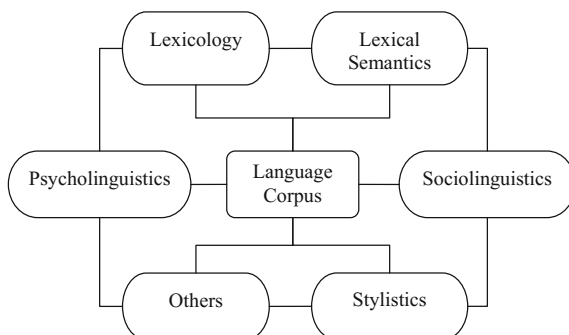 Lexicology
Lexical
Semantics
Psycholinguistics
Language
Corpus
Sociolinguistics
Others
Stylistics